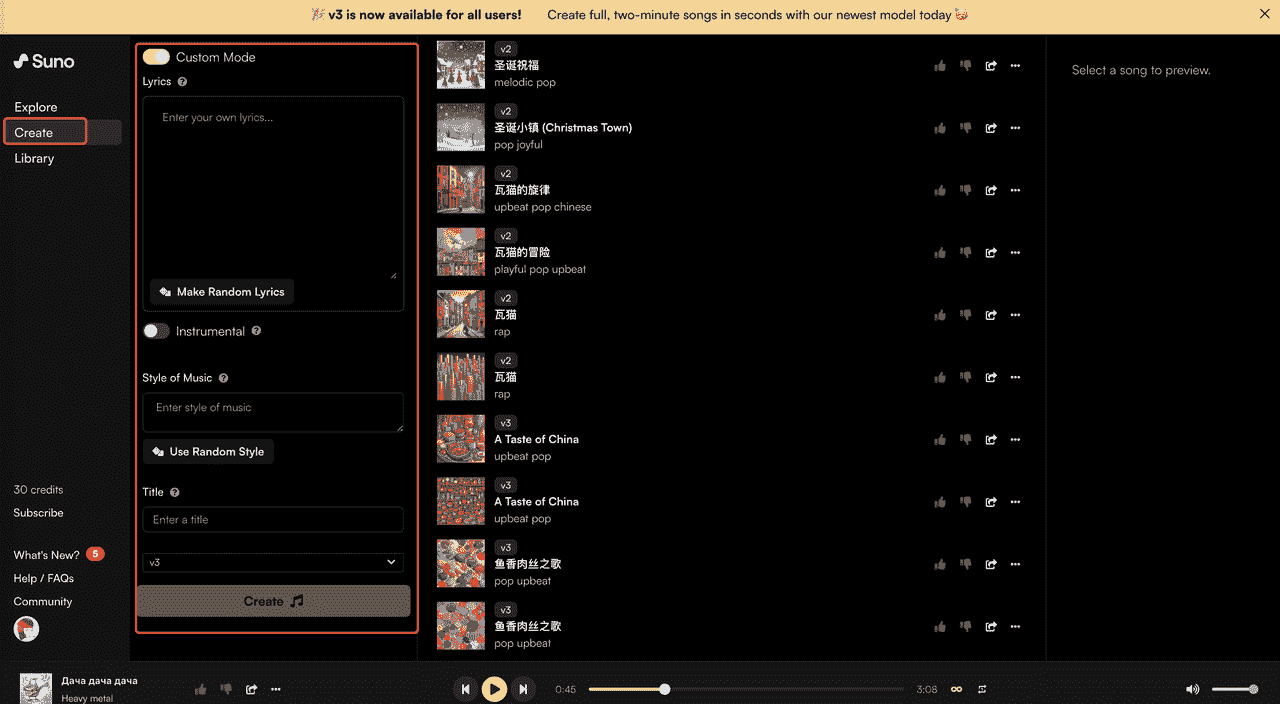 v3 is now available for all users! Create full, two-minute songs in seconds with our newest model today
Suno
Explore
Create
Library
30 credits
Subscribe
What's New? 5
Help / FAQs
Community
Custom Mode
Lyrics
Enter your own lyrics...
Make Random Lyrics
Instrumental
Style of Music
Enter style of music
Use Random Style
Title
Enter a title
v3
Create
v2
圣诞祝福
melodic pop
v2
圣诞小镇 (Christmas Town)
pop joyful
v2
瓦猫的旋律
upbeat pop chinese
v2
瓦猫的冒险
playful pop upbeat
v2
瓦猫
rap
v2
瓦猫
rap
v3
A Taste of China
upbeat pop
v3
A Taste of China
upbeat pop
v3
鱼香肉丝之歌
pop upbeat
v3
鱼香肉丝之歌
pop upbeat
Select a song to preview.
Дача дача дача
Heavy metal
0:45
3:08